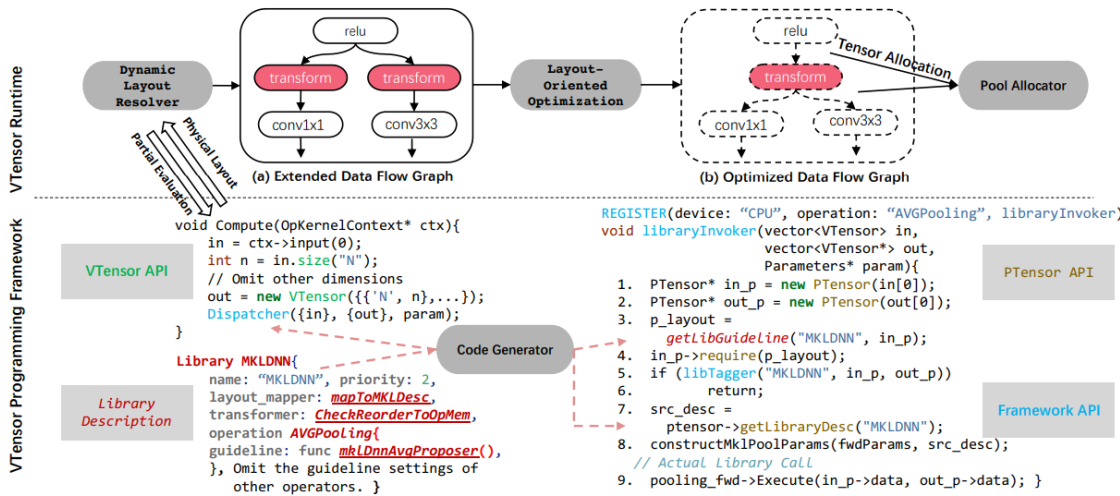 VTensor Runtime
Dynamic
Layout
Resolver
relu
transform
transform
conv1x1
conv3x3
(a) Extended Data Flow Graph
Layout-
Oriented
Optimization
relu
transform
conv1x1
conv3x3
(b) Optimized Data Flow Graph
Tensor Allocation
Pool Allocator
Physical Layout
Partial Evaluation
VTensor Programming Framework
VTensor API
void Compute(OpKernelContext* ctx){
in = ctx->input(0);
int n = in.size("N");
// Omit other dimensions
out = new VTensor({{'N', n},...});
Dispatcher({in}, {out}, param);
}
Library
Description
Library MKLDNN{
name: “MKLDNN”, priority: 2,
layout_mapper: mapToMKLDesc,
transformer: CheckReorderToOpMem,
operation AVGPooling{
guideline: func mklDnnAvgProposer(),
}, Omit the guideline settings of
other operators. }
Code Generator
REGISTER(device: “CPU”, operation: “AVGPooling”, libraryInvoker)
void libraryInvoker(vector<VTensor> in,
vector<VTensor*> out,
Parameters* param){
1. PTensor* in_p = new PTensor(in[0]);
2. PTensor* out_p = new PTensor(out[0]);
3. p_layout =
getLibGuideline("MKLDNN", in_p);
4. in_p->require(p_layout);
5. if (libTagger("MKLDNN", in_p, out_p))
6. return;
7. src_desc =
ptensor->getLibraryDesc("MKLDNN");
8. constructMklPoolParams(fwdParams, src_desc);
// Actual Library Call
9. pooling_fwd->Execute(in_p->data, out_p->data); }
PTensor API
Framework API